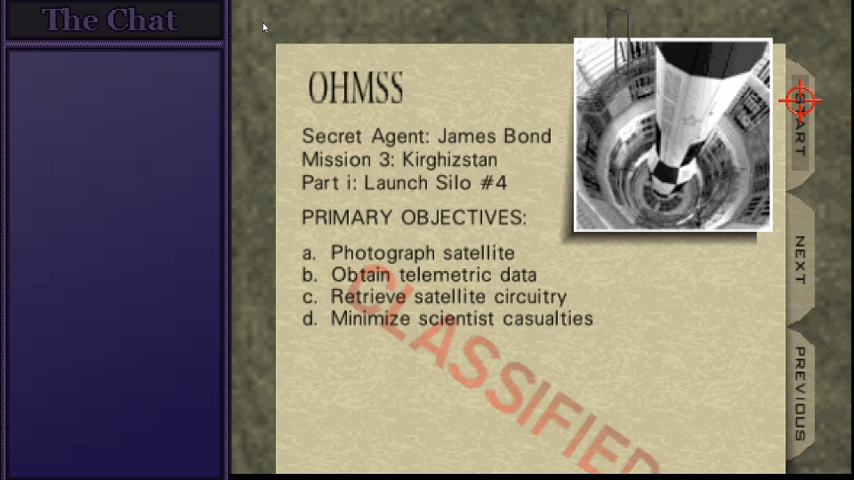 The Chat
OHMSS
Secret Agent: James Bond
Mission 3: Kirghizstan
Part i: Launch Silo #4
PRIMARY OBJECTIVES:
a. Photograph satellite
b. Obtain telemetric data
c. Retrieve satellite circuitry
d. Minimize scientist casualties
CLASSIFIED
START
NEXT
PREVIOUS